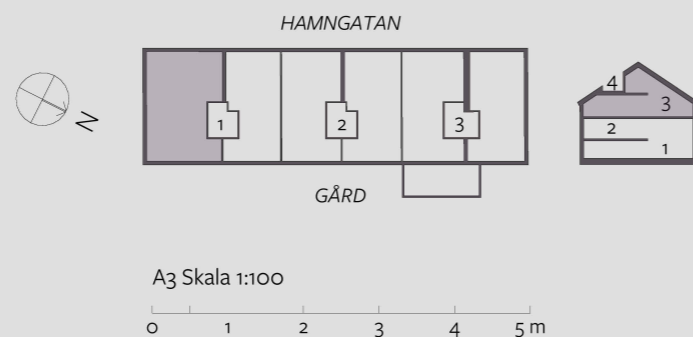 HAMNGATAN
N
1 2 3
4
3
2
1
GÅRD
A3 Skala 1:100
0 1 2 3 4 5 m